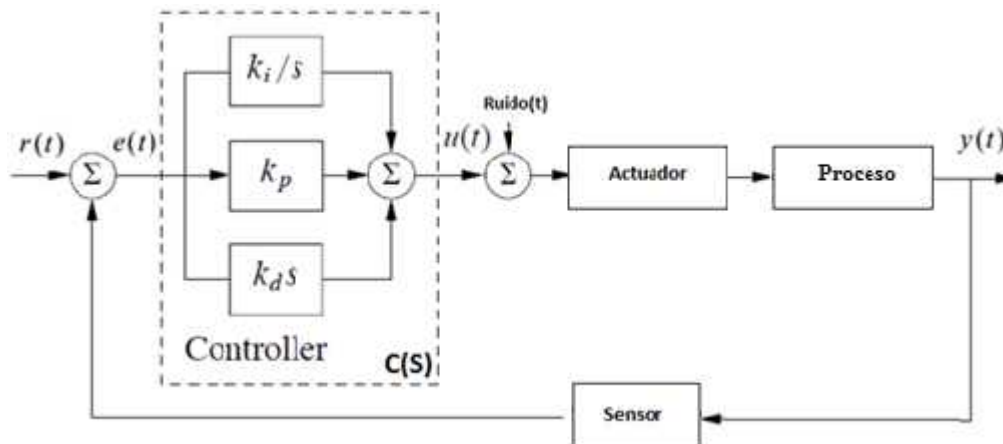 k_i/s
Ruido(t)
r(t)
e(t)
u(t)
y(t)
Σ
k_p
Σ
Σ
Actuador
Proceso
k_d s
Controller
C(S)
Sensor